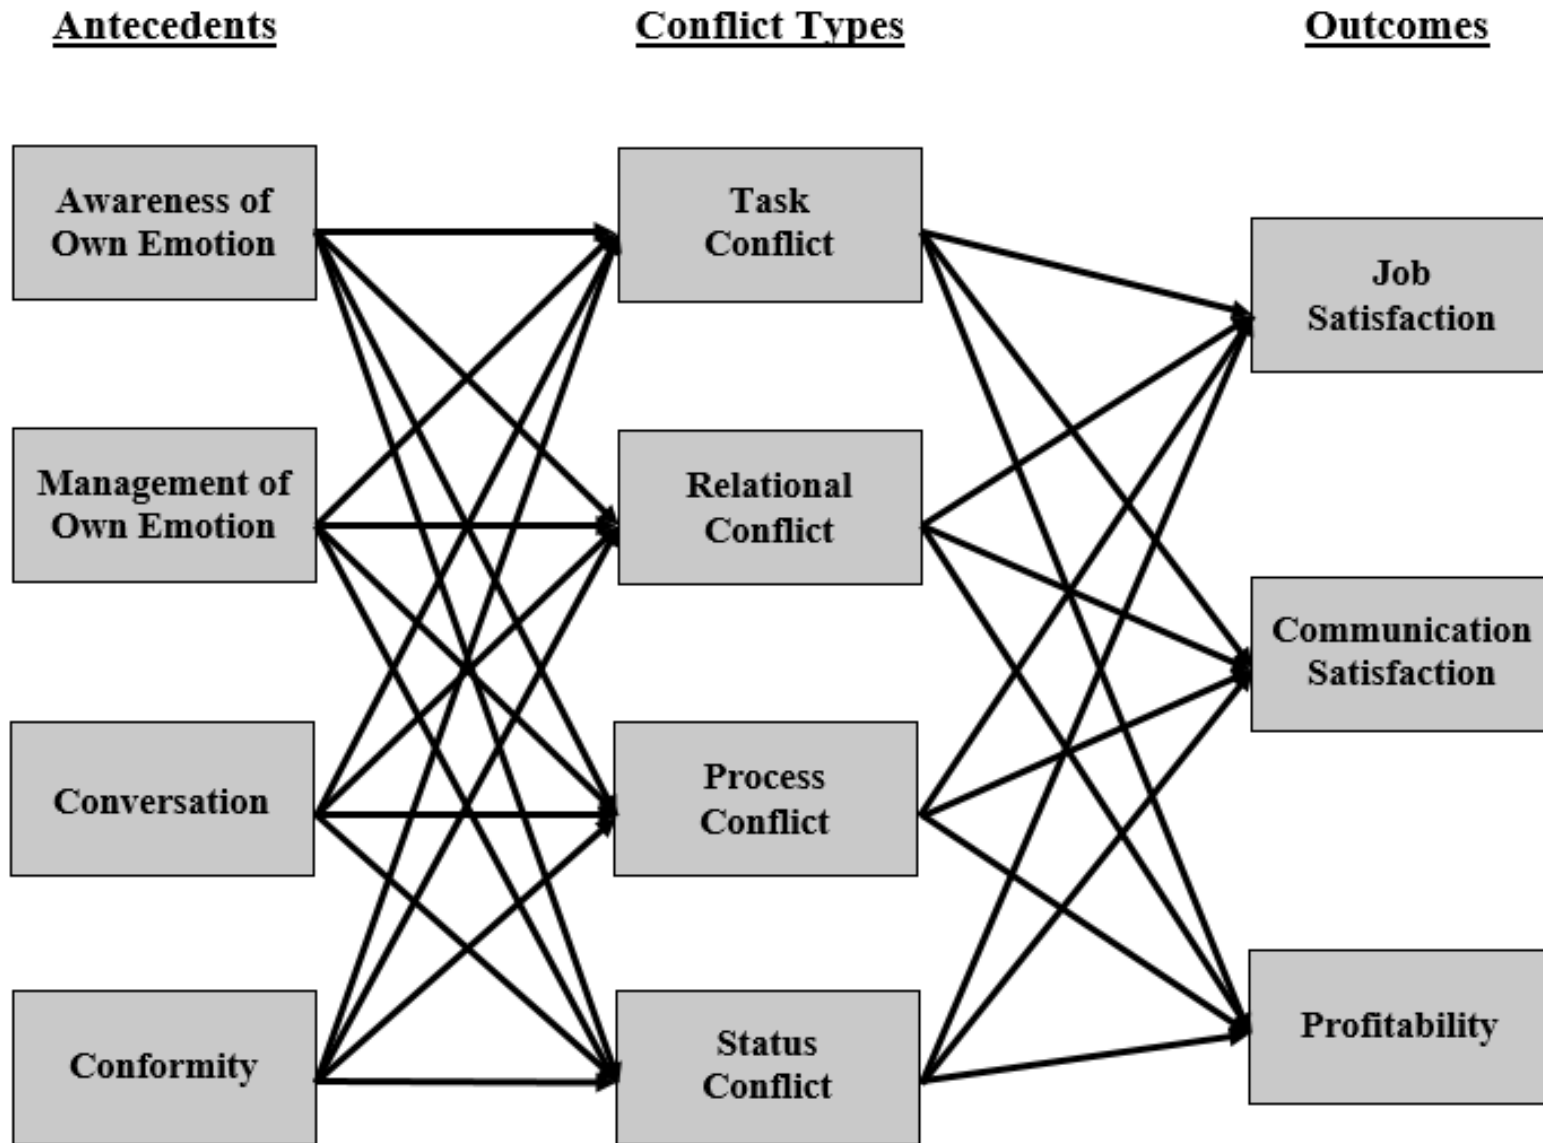 Antecedents
Conflict Types
Outcomes
Awareness of
Own Emotion
Task
Conflict
Job
Satisfaction
Management of
Own Emotion
Relational
Conflict
Communication
Satisfaction
Conversation
Process
Conflict
Conformity
Status
Conflict
Profitability